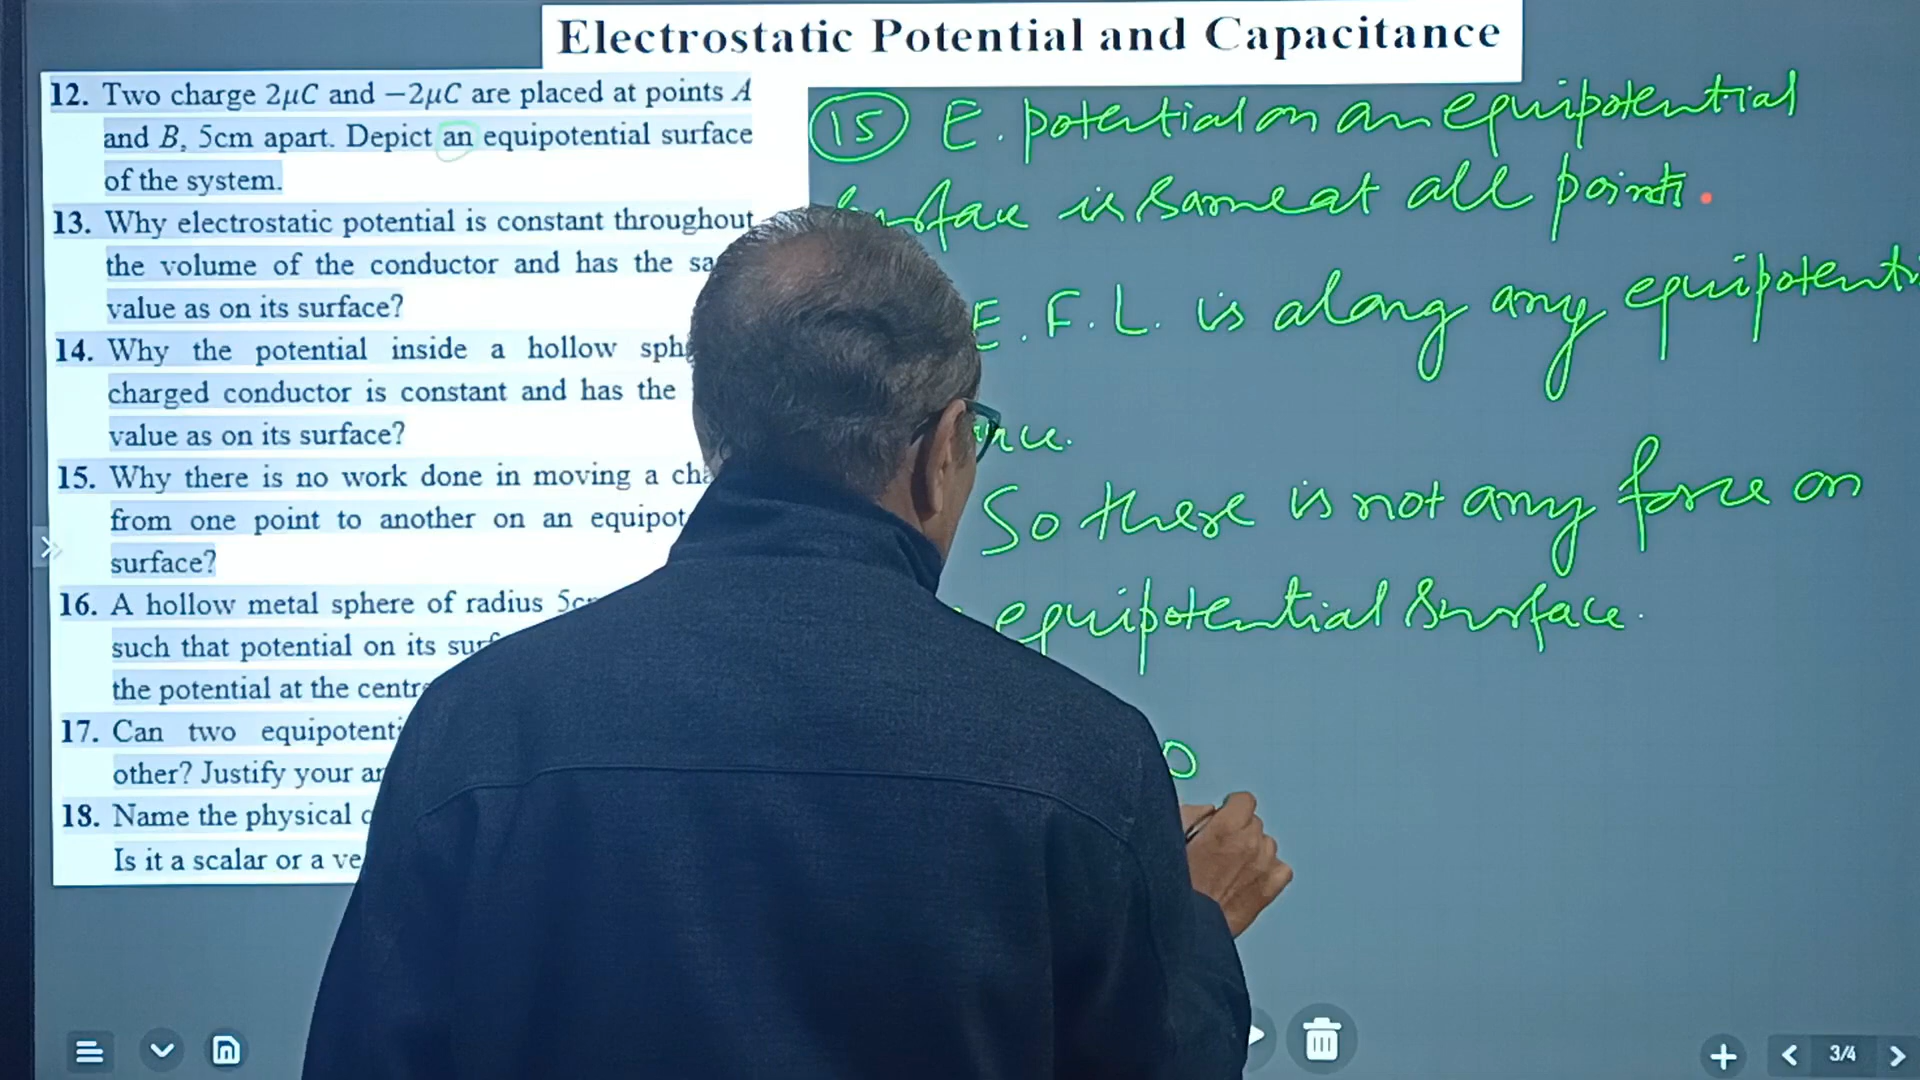 Electrostatic Potential and Capacitance
12. Two charge 2μC and −2μC are placed at points A
and B, 5cm apart. Depict an equipotential surface
of the system.
13. Why electrostatic potential is constant throughout
the volume of the conductor and has the sa
value as on its surface?
14. Why the potential inside a hollow sph
charged conductor is constant and has the
value as on its surface?
15. Why there is no work done in moving a cha
from one point to another on an equipot
surface?
16. A hollow metal sphere of radius 5c
such that potential on its sur
the potential at the centr
17. Can two equipotenti
other? Justify your a
18. Name the physical
Is it a scalar or a ve
15 E. potential on an equipotential
surface is same at all points.
E.F.L. is along any equipotenti
So there is not any force on
equipotential surface.
3/4